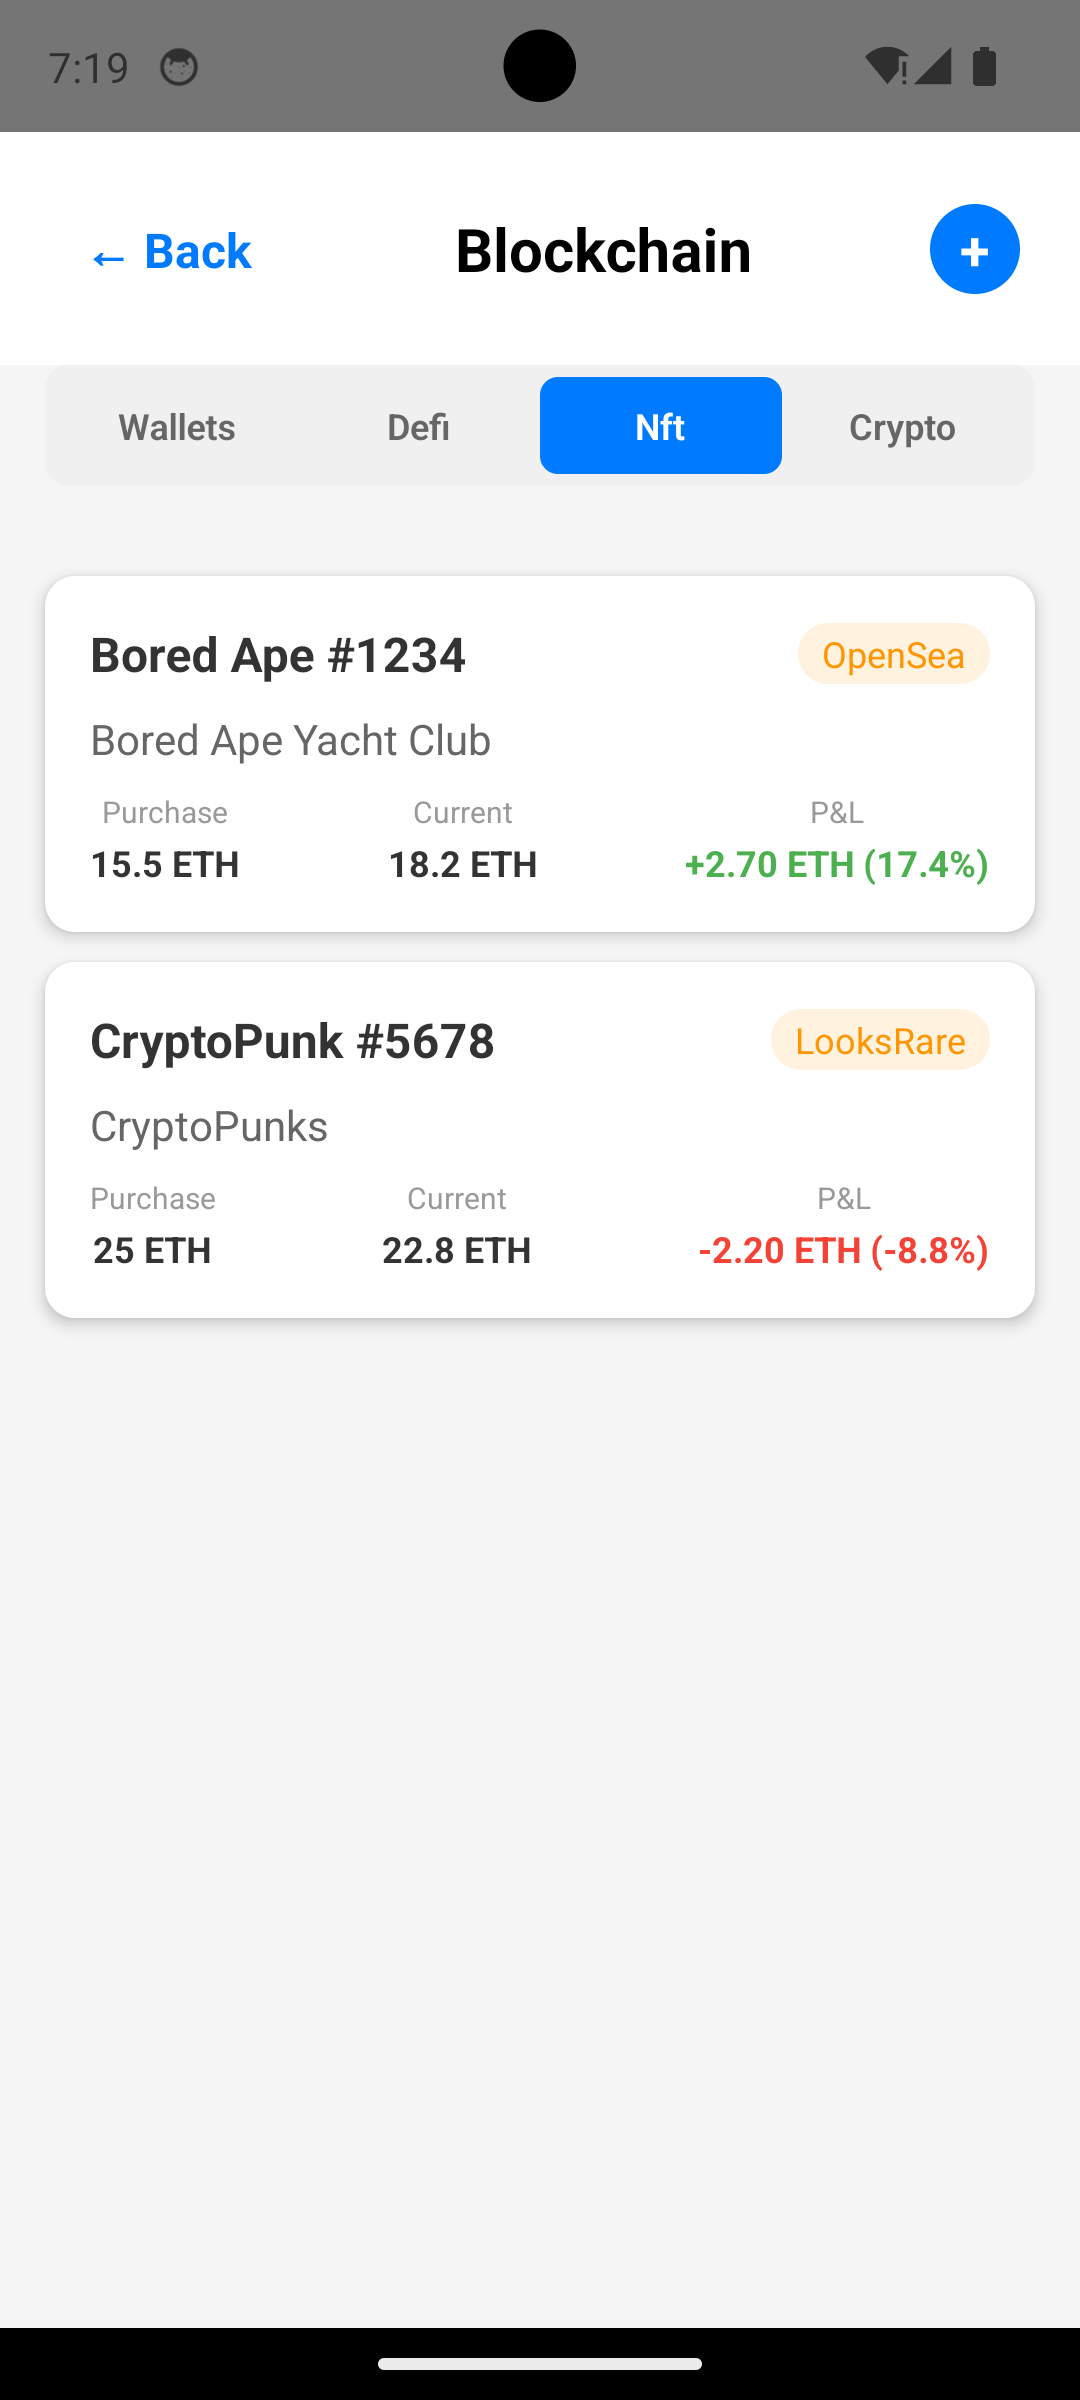 7:19
← Back
Blockchain
+
Wallets
Defi
Nft
Crypto
Bored Ape #1234
OpenSea
Bored Ape Yacht Club
Purchase
Current
P&L
15.5 ETH
18.2 ETH
+2.70 ETH (17.4%)
CryptoPunk #5678
LooksRare
CryptoPunks
Purchase
Current
P&L
25 ETH
22.8 ETH
-2.20 ETH (-8.8%)